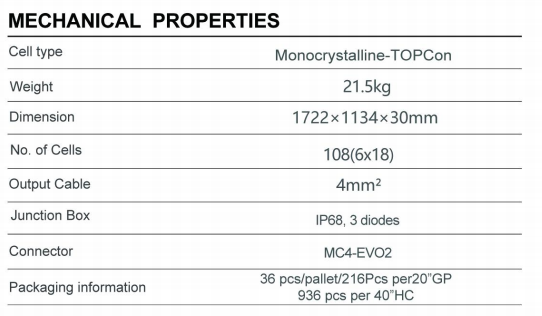 MECHANICAL PROPERTIES
Cell type Monocrystalline-TOPCon
Weight 21.5kg
Dimension 1722×1134×30mm
No. of Cells 108(6x18)
Output Cable 4mm²
Junction Box IP68, 3 diodes
Connector MC4-EVO2
Packaging information 36 pcs/pallet/216Pcs per20”GP
936 pcs per 40”HC